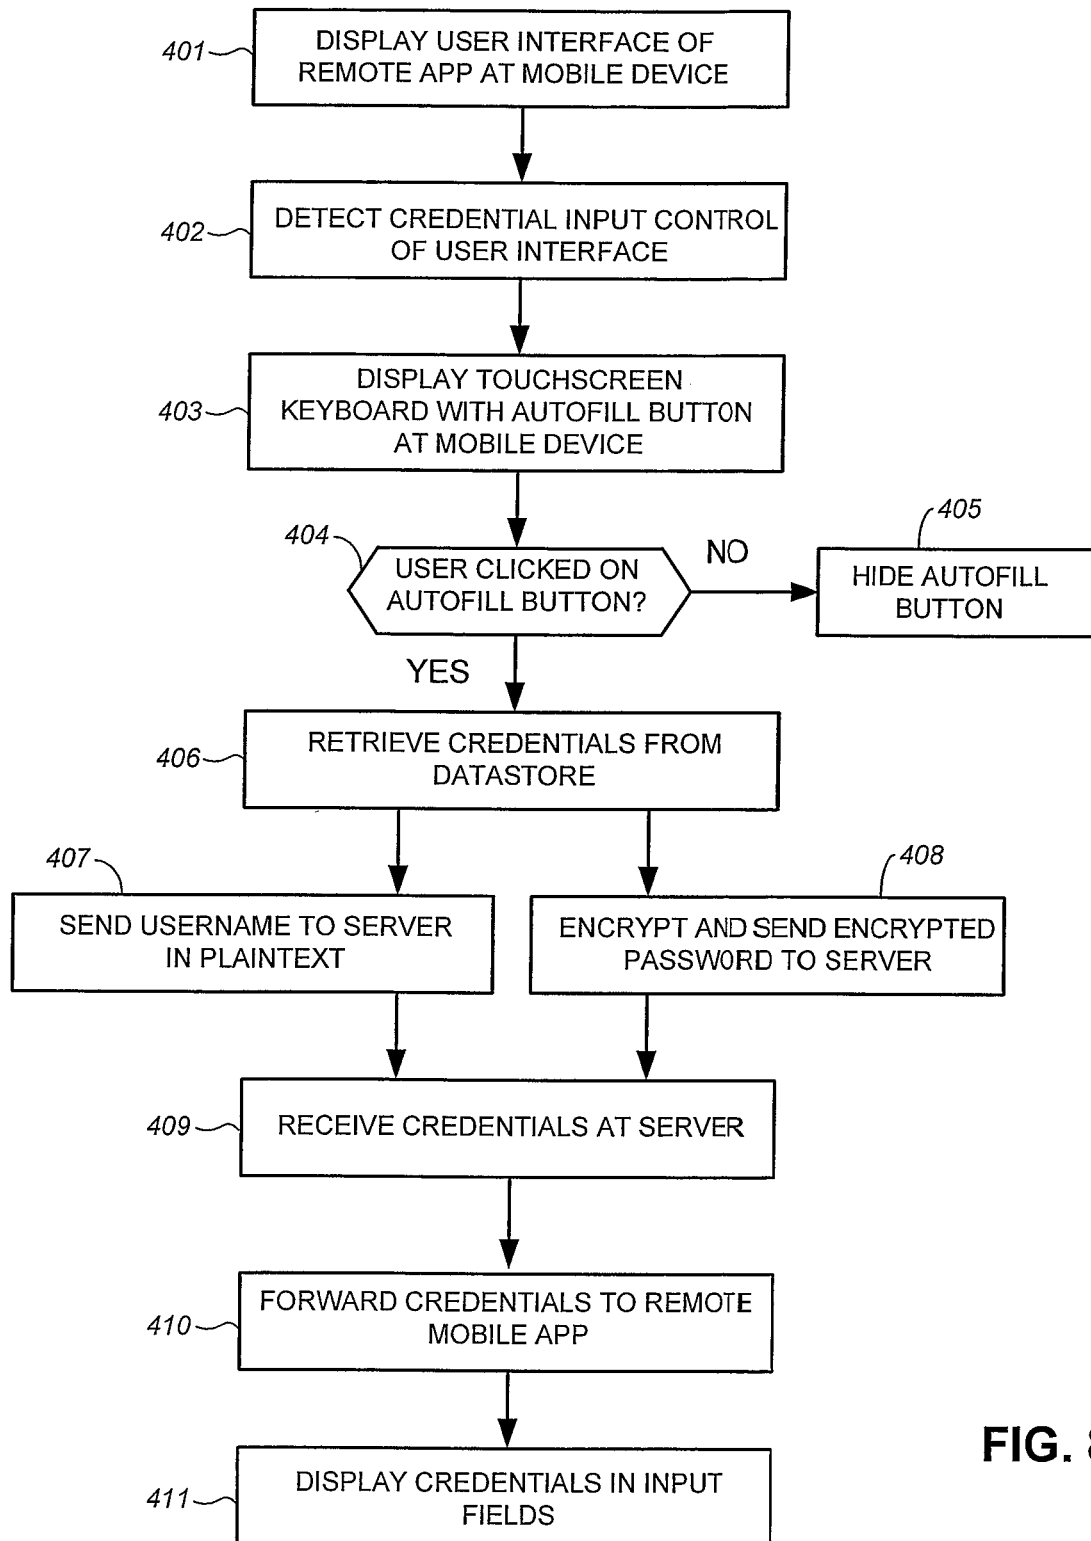 401
DISPLAY USER INTERFACE OF
REMOTE APP AT MOBILE DEVICE
402
DETECT CREDENTIAL INPUT CONTROL
OF USER INTERFACE
403
DISPLAY TOUCHSCREEN
KEYBOARD WITH AUTOFILL BUTTON
AT MOBILE DEVICE
404
USER CLICKED ON
AUTOFILL BUTTON?
NO
405
HIDE AUTOFILL
BUTTON
YES
406
RETRIEVE CREDENTIALS FROM
DATASTORE
407
SEND USERNAME TO SERVER
IN PLAINTEXT
408
ENCRYPT AND SEND ENCRYPTED
PASSWORD TO SERVER
409
RECEIVE CREDENTIALS AT SERVER
410
FORWARD CREDENTIALS TO REMOTE
MOBILE APP
411
DISPLAY CREDENTIALS IN INPUT
FIELDS
FIG. 8